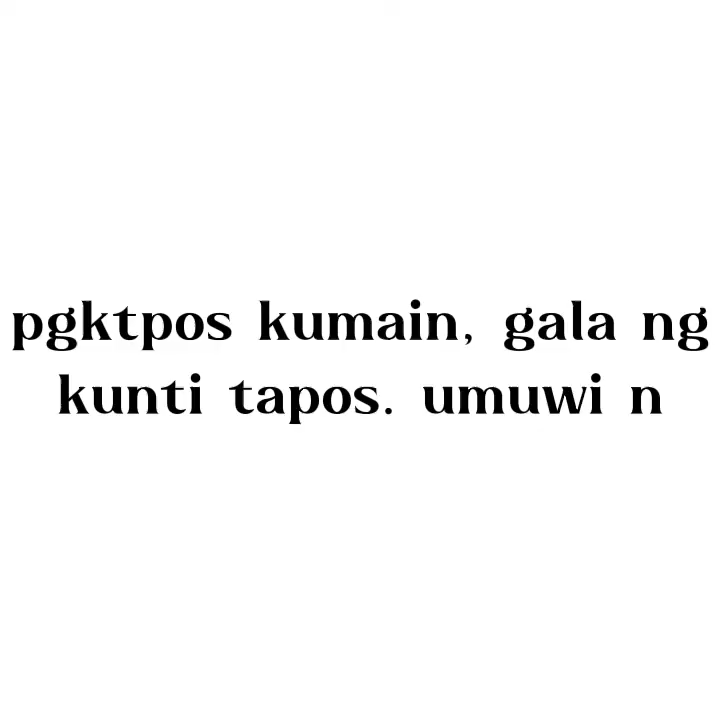 pgktpos kumain, gala ng
kunti tapos. umuwi n